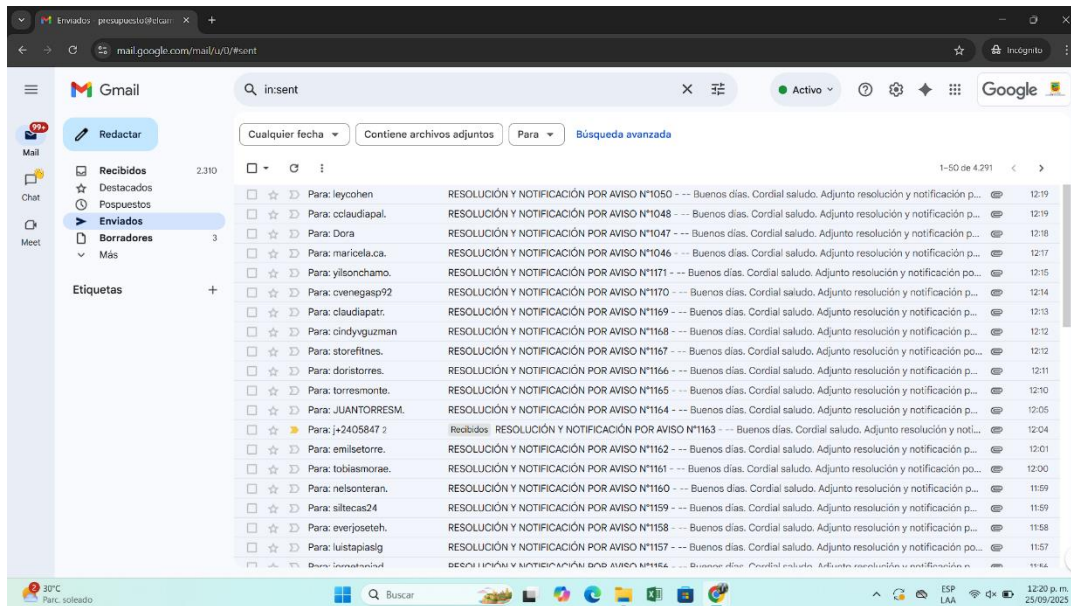 Enviados - presupuesto@elcam
mail.google.com/mail/u/0/#sent
Incógnito
Gmail
in:sent
Activo
Google
99+
Mail
Chat
Meet
Redactar
Recibidos 2.310
Destacados
Pospuestos
Enviados
Borradores 3
Más
Etiquetas
Cualquier fecha
Contiene archivos adjuntos
Para
Búsqueda avanzada
1-50 de 4.291
Para: leycohen RESOLUCIÓN Y NOTIFICACIÓN POR AVISO N°1050 - -- Buenos días. Cordial saludo. Adjunto resolución y notificación p... 12:19
Para: cclaudiapal. RESOLUCIÓN Y NOTIFICACIÓN POR AVISO N°1048 - -- Buenos días. Cordial saludo. Adjunto resolución y notificación p... 12:19
Para: Dora RESOLUCIÓN Y NOTIFICACIÓN POR AVISO N°1047 - -- Buenos días. Cordial saludo. Adjunto resolución y notificación p... 12:18
Para: maricela.ca. RESOLUCIÓN Y NOTIFICACIÓN POR AVISO N°1046 - -- Buenos días. Cordial saludo. Adjunto resolución y notificación p... 12:17
Para: yilsonchamo. RESOLUCIÓN Y NOTIFICACIÓN POR AVISO N°1171 - -- Buenos días. Cordial saludo. Adjunto resolución y notificación po... 12:15
Para: cvenegasp92 RESOLUCIÓN Y NOTIFICACIÓN POR AVISO N°1170 - -- Buenos días. Cordial saludo. Adjunto resolución y notificación p... 12:14
Para: claudiapatr. RESOLUCIÓN Y NOTIFICACIÓN POR AVISO N°1169 - -- Buenos días. Cordial saludo. Adjunto resolución y notificación p... 12:13
Para: cindyvguzman RESOLUCIÓN Y NOTIFICACIÓN POR AVISO N°1168 - -- Buenos días. Cordial saludo. Adjunto resolución y notificación p... 12:12
Para: storefitnes. RESOLUCIÓN Y NOTIFICACIÓN POR AVISO N°1167 - -- Buenos días. Cordial saludo. Adjunto resolución y notificación po... 12:12
Para: doristorres. RESOLUCIÓN Y NOTIFICACIÓN POR AVISO N°1166 - -- Buenos días. Cordial saludo. Adjunto resolución y notificación p... 12:11
Para: torresmonte. RESOLUCIÓN Y NOTIFICACIÓN POR AVISO N°1165 - -- Buenos días. Cordial saludo. Adjunto resolución y notificación p... 12:10
Para: JUANTORRESM. RESOLUCIÓN Y NOTIFICACIÓN POR AVISO N°1164 - -- Buenos días. Cordial saludo. Adjunto resolución y notificación p... 12:05
Para: j+2405847 2 Recibidos RESOLUCIÓN Y NOTIFICACIÓN POR AVISO N°1163 - -- Buenos días. Cordial saludo. Adjunto resolución y noti... 12:04
Para: emilsetorre. RESOLUCIÓN Y NOTIFICACIÓN POR AVISO N°1162 - -- Buenos días. Cordial saludo. Adjunto resolución y notificación p... 12:01
Para: tobiasmorae. RESOLUCIÓN Y NOTIFICACIÓN POR AVISO N°1161 - -- Buenos días. Cordial saludo. Adjunto resolución y notificación po... 12:00
Para: nelsonteran. RESOLUCIÓN Y NOTIFICACIÓN POR AVISO N°1160 - -- Buenos días. Cordial saludo. Adjunto resolución y notificación p... 11:59
Para: siltecas24 RESOLUCIÓN Y NOTIFICACIÓN POR AVISO N°1159 - -- Buenos días. Cordial saludo. Adjunto resolución y notificación p... 11:59
Para: everjoseteh. RESOLUCIÓN Y NOTIFICACIÓN POR AVISO N°1158 - -- Buenos días. Cordial saludo. Adjunto resolución y notificación p... 11:58
Para: luistapiaslg RESOLUCIÓN Y NOTIFICACIÓN POR AVISO N°1157 - -- Buenos días. Cordial saludo. Adjunto resolución y notificación po... 11:57
2
30°C
Parc. soleado
Buscar
ESP
LAA
12:20 p. m.
25/09/2025